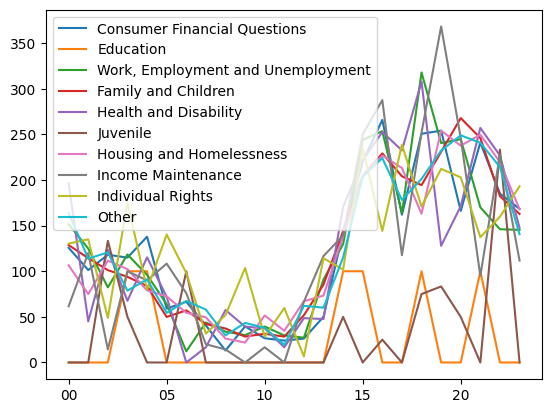 Consumer Financial Questions
Education
Work, Employment and Unemployment
Family and Children
Health and Disability
Juvenile
Housing and Homelessness
Income Maintenance
Individual Rights
Other
350
300
250
200
150
100
50
0
00 05 10 15 20